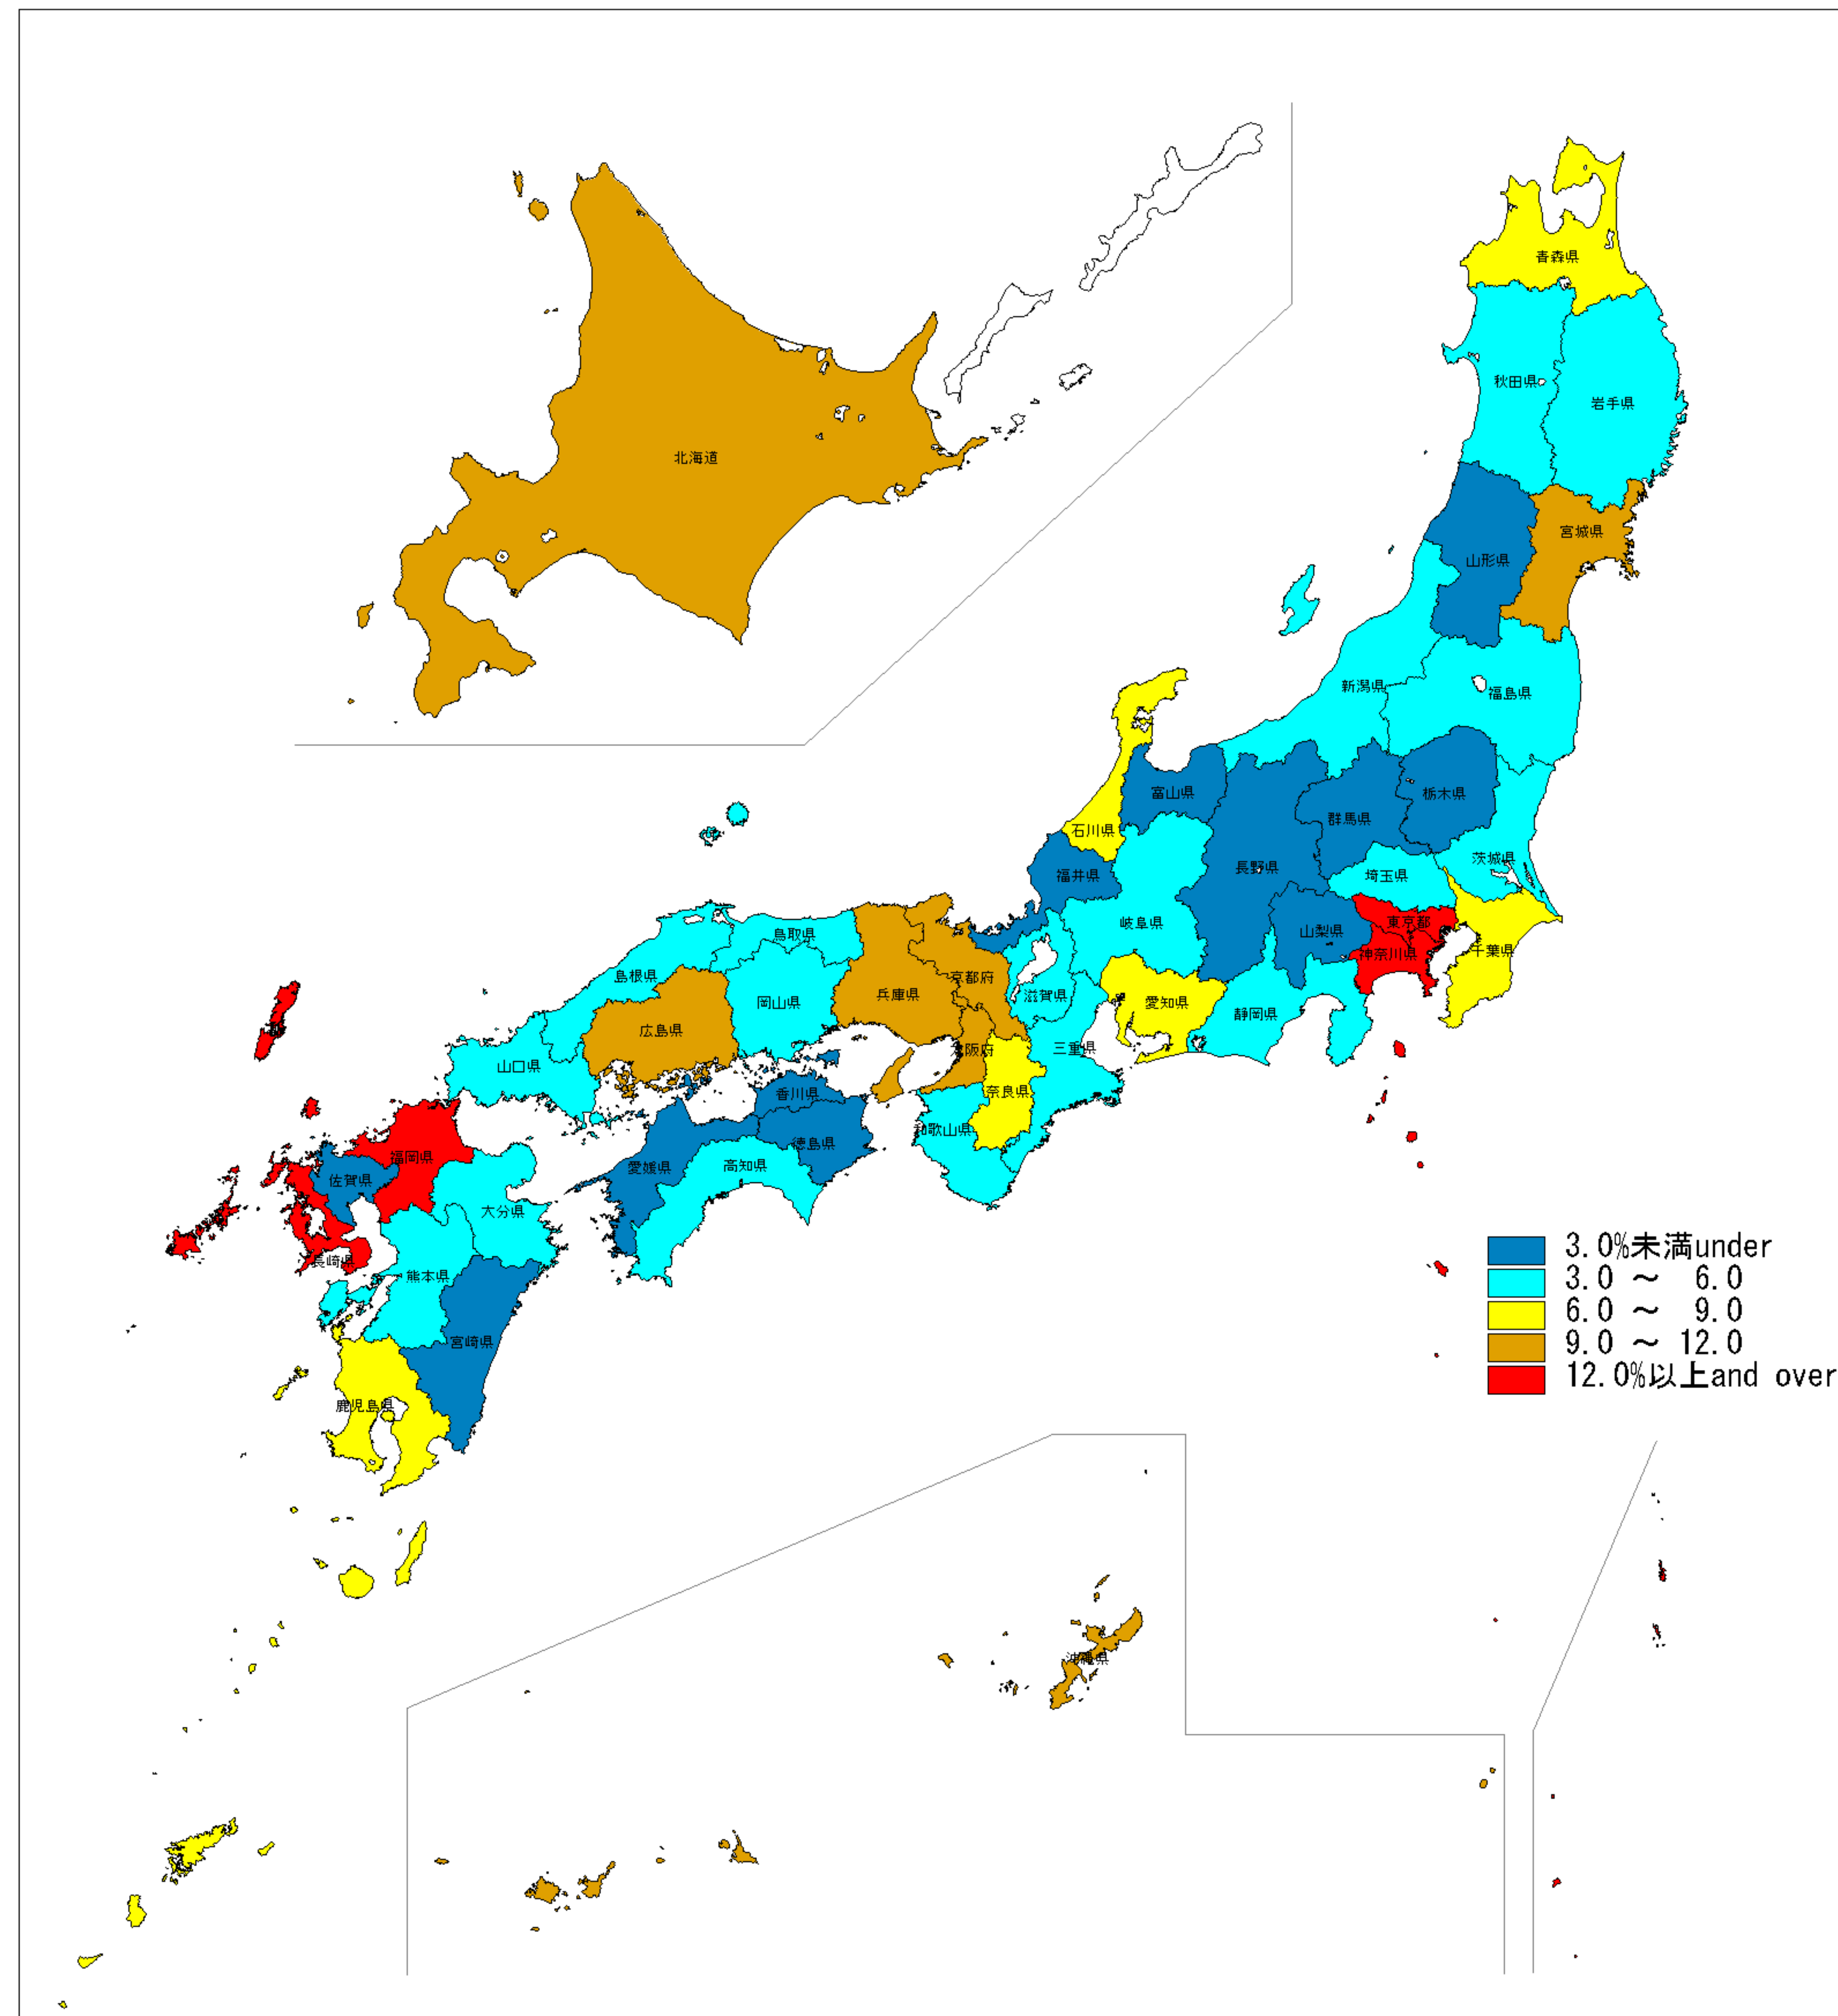 青森県
秋田県
岩手県
北海道
宮城県
山形県
新潟県
福島県
富山県
栃木県
群馬県
石川県
茨城県
長野県
福井県
埼玉県
岐阜県
東京都
山梨県
鳥取県
神奈川県
千葉県
島根県
京都府
兵庫県
滋賀県
岡山県
愛知県
静岡県
広島県
阪府
三重県
山口県
奈良県
香川県
和歌山県
徳島県
福岡県
高知県
愛媛県
佐賀県
大分県
長崎県
熊本県
宮崎県
鹿児島県
沖縄県
3.0%未満under
3.0 ～ 6.0
6.0 ～ 9.0
9.0 ～ 12.0
12.0%以上and over